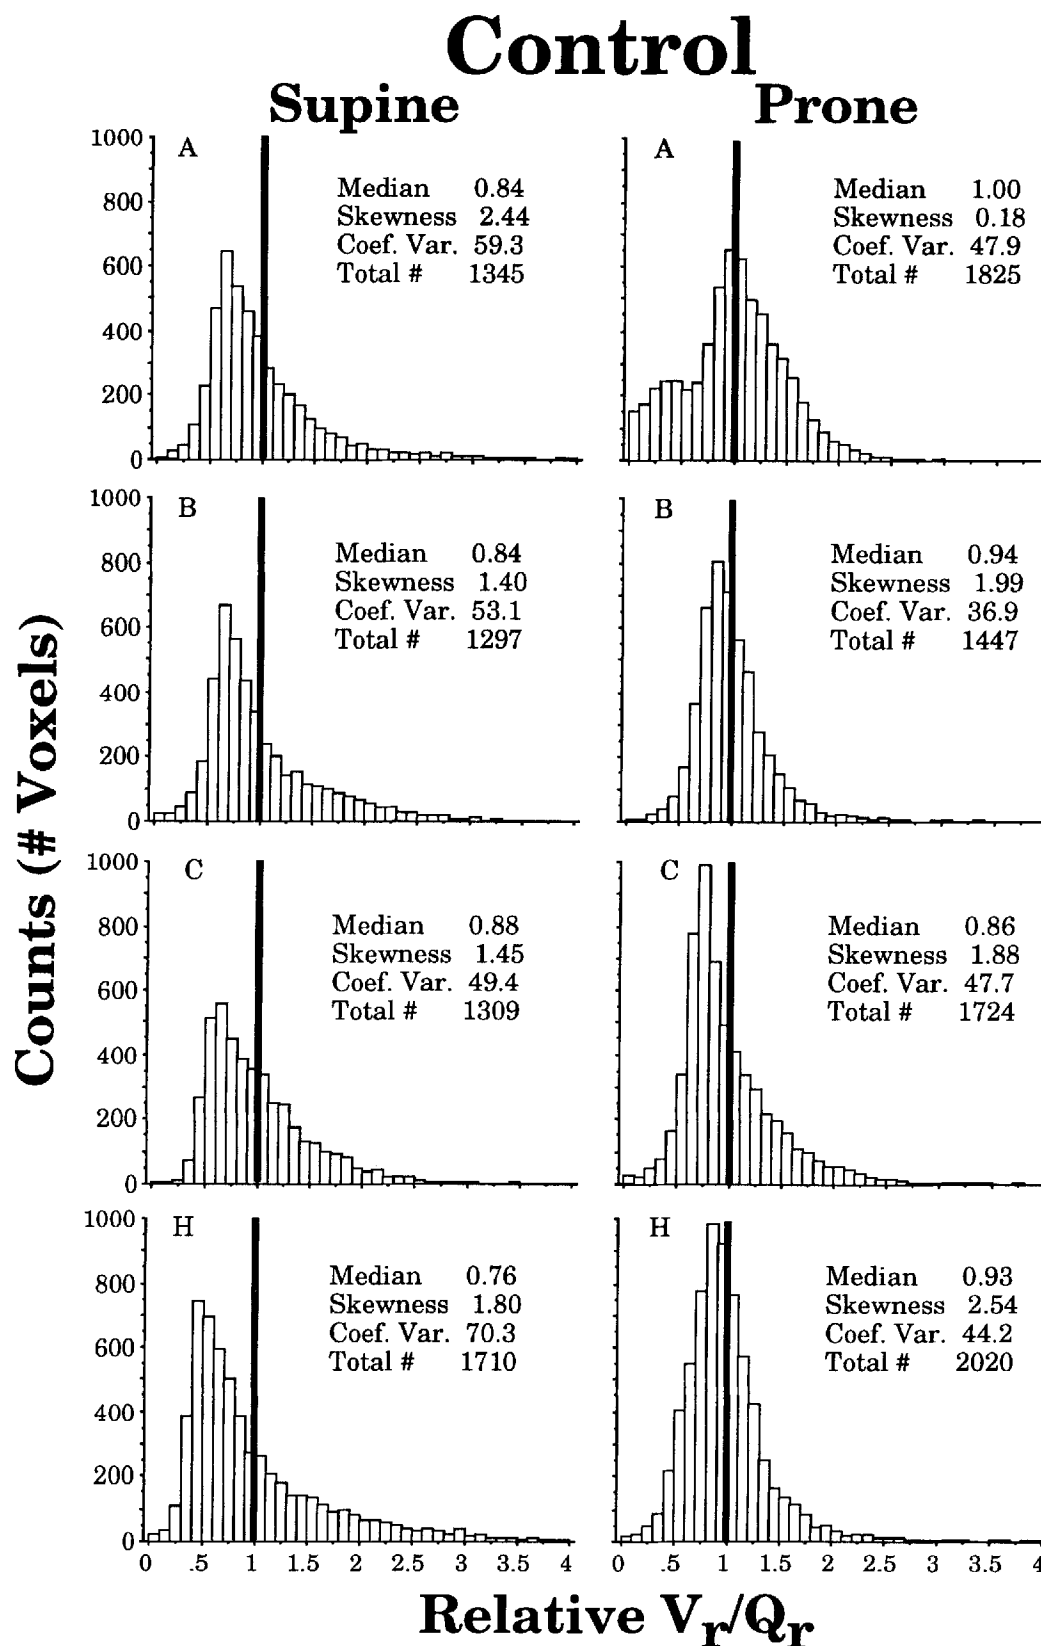 Control
Supine
Prone
Counts (# Voxels)
1000
800
600
400
200
0
A
Median 0.84
Skewness 2.44
Coef. Var. 59.3
Total # 1345
A
Median 1.00
Skewness 0.18
Coef. Var. 47.9
Total # 1825
1000
800
600
400
200
0
B
Median 0.84
Skewness 1.40
Coef. Var. 53.1
Total # 1297
B
Median 0.94
Skewness 1.99
Coef. Var. 36.9
Total # 1447
1000
800
600
400
200
0
C
Median 0.88
Skewness 1.45
Coef. Var. 49.4
Total # 1309
C
Median 0.86
Skewness 1.88
Coef. Var. 47.7
Total # 1724
1000
800
600
400
200
0
H
Median 0.76
Skewness 1.80
Coef. Var. 70.3
Total # 1710
H
Median 0.93
Skewness 2.54
Coef. Var. 44.2
Total # 2020
0 .5 1 1.5 2 2.5 3 3.5 4
0 .5 1 1.5 2 2.5 3 3.5 4
Relative Vr/Qr